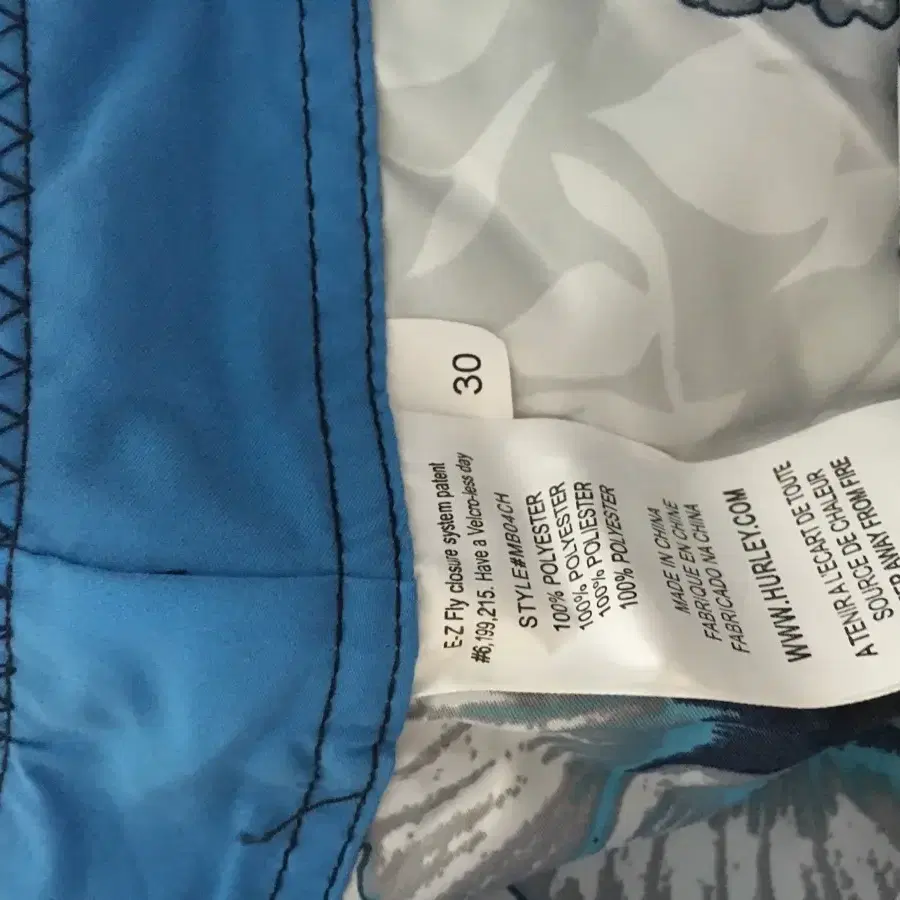 30
E-Z Fly closure system patent
#6,199,215. Have a Velcro-less day
STYLE#MB04CH
100% POLYESTER
100% POLYESTER
100% POLIESTER
100% POLYESTER
MADE IN CHINA
FABRIQUE EN CHINE
FABRICADO NA CHINA
WWW.HURLEY.COM
A TENIR A L'ECART DE TOUTE
SOURCE DE CHALEUR
AWAY FROM FIRE